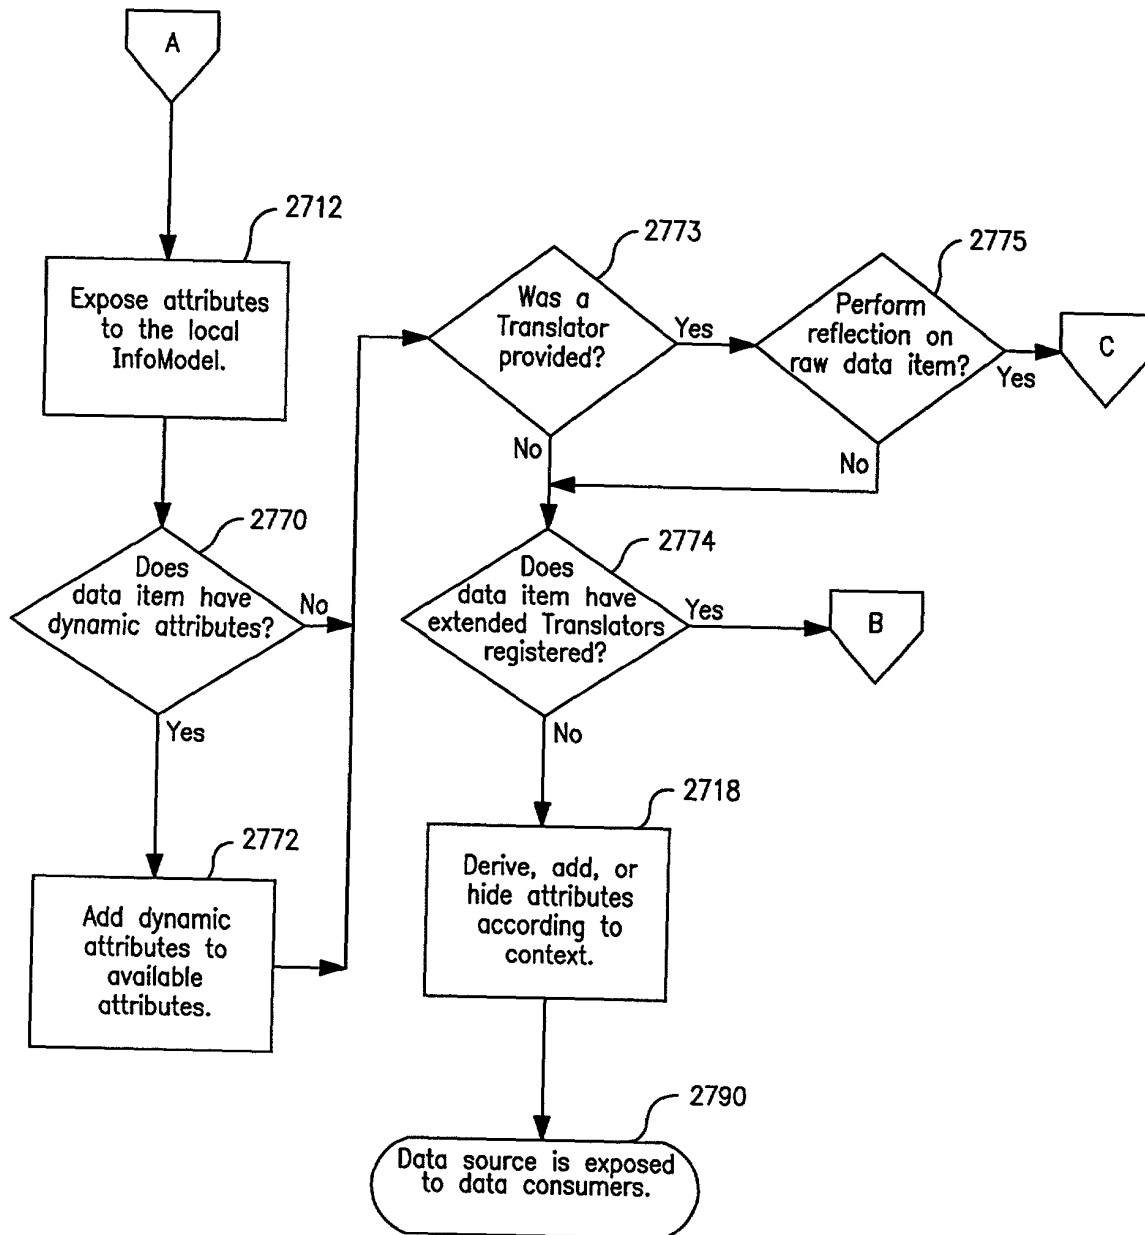 A
2712
Expose attributes
to the local
InfoModel.
2770
Does
data item have
dynamic attributes?
No
Yes
2772
Add dynamic
attributes to
available
attributes.
2773
Was a
Translator
provided?
Yes
No
2775
Perform
reflection on
raw data item?
Yes
No
C
2774
Does
data item have
extended Translators
registered?
Yes
No
B
2718
Derive, add, or
hide attributes
according to
context.
2790
Data source is exposed
to data consumers.